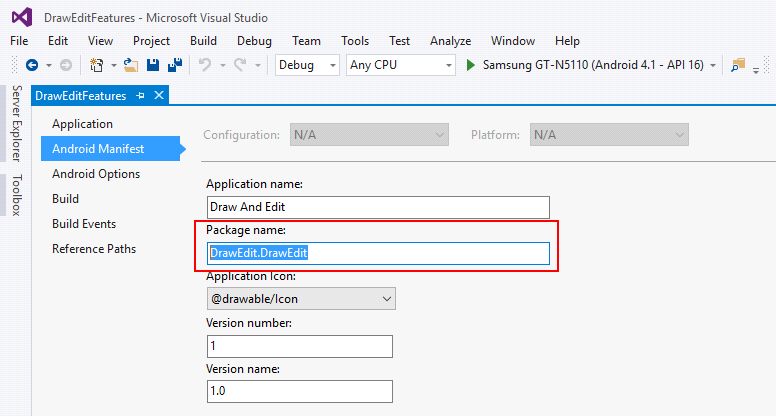 DrawEditFeatures - Microsoft Visual Studio
File Edit View Project Build Debug Team Tools Test Analyze Window Help
Debug Any CPU Samsung GT-N5110 (Android 4.1 - API 16)
Server Explorer
Toolbox
DrawEditFeatures
Application
Android Manifest
Android Options
Build
Build Events
Reference Paths
Configuration: N/A Platform: N/A
Application name:
Draw And Edit
Package name:
DrawEdit.DrawEdit
Application Icon:
@drawable/Icon
Version number:
1
Version name:
1.0